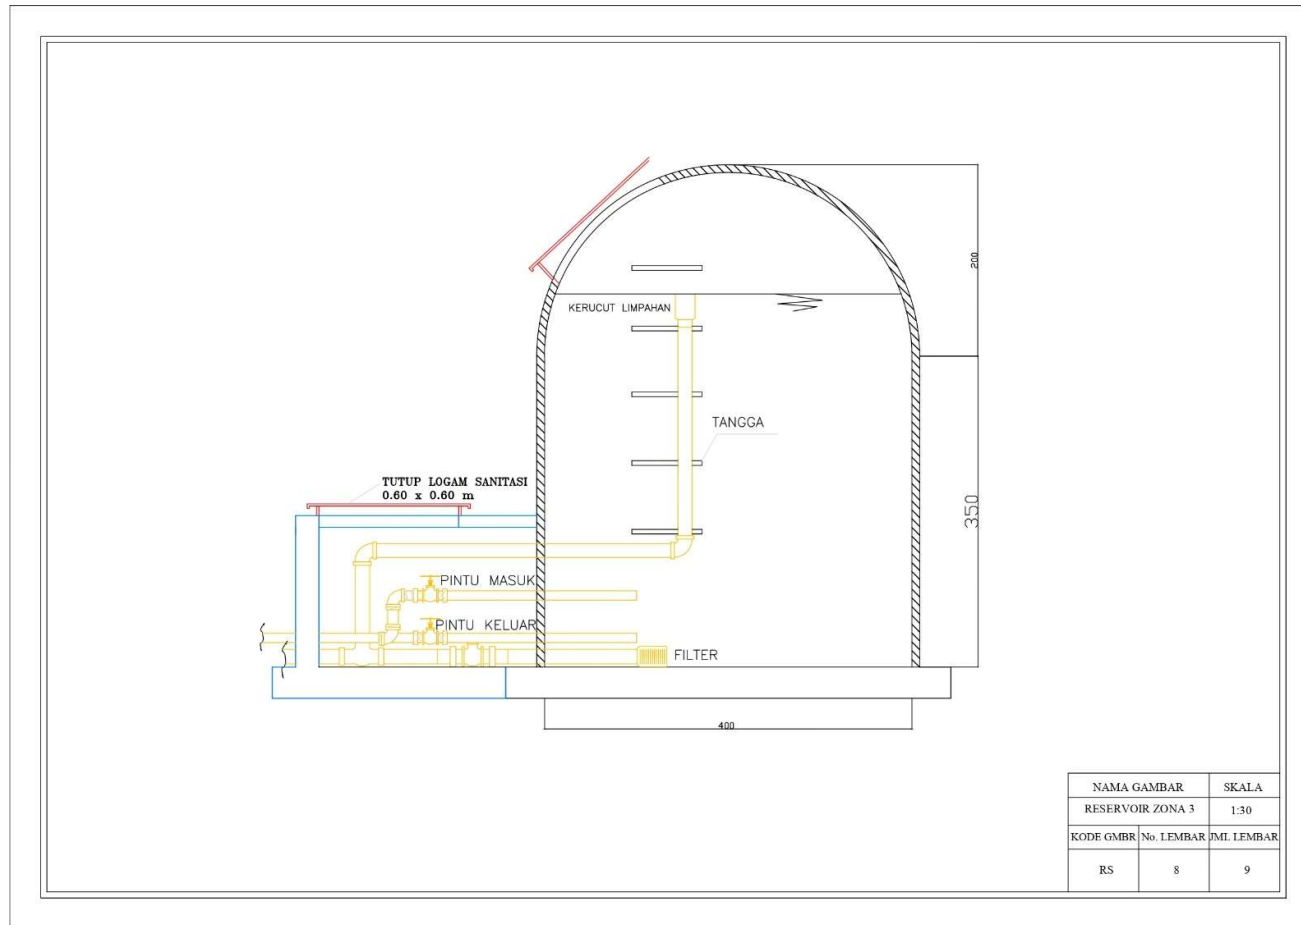 200
KERUCUT LIMPAHAN
TANGGA
TUTUP LOGAM SANITASI
0.60 x 0.60 m
350
PINTU MASUK
PINTU KELUAR
FILTER
400
NAMA GAMBAR SKALA
RESERVOIR ZONA 3 1:30
KODE GMBR No. LEMBAR JML LEMBAR
RS 8 9